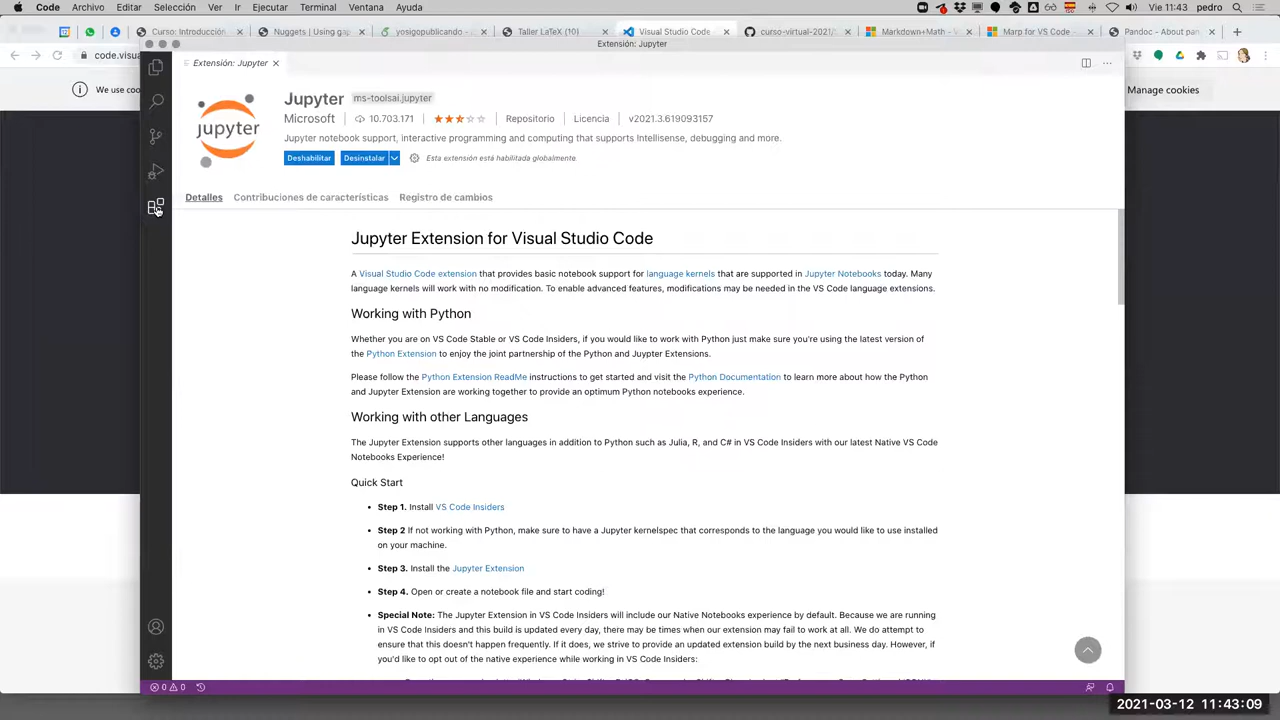 Code Archivo Editar Selección Ver Ir Ejecutar Terminal Ventana Ayuda
Vie 11:43 pedro
Curso: Introducción Nuggets | Using gap yosigopublicando - Taller LaTeX (10) Visual Studio Code curso-virtual-2021/ Markdown+Math - V Marp for VS Code - Pandoc - About pan
code.visua
Extensión: Jupyter
Extensión: Jupyter
We use coo
Manage cookies
jupyter
Jupyter ms-toolsai.jupyter
Microsoft 10.703.171 Repositorio Licencia v2021.3.619093157
Jupyter notebook support, interactive programming and computing that supports Intellisense, debugging and more.
Deshabilitar Desinstalar Esta extensión está habilitada globalmente.
Detalles Contribuciones de características Registro de cambios
Jupyter Extension for Visual Studio Code
A Visual Studio Code extension that provides basic notebook support for language kernels that are supported in Jupyter Notebooks today. Many
language kernels will work with no modification. To enable advanced features, modifications may be needed in the VS Code language extensions.
Working with Python
Whether you are on VS Code Stable or VS Code Insiders, if you would like to work with Python just make sure you're using the latest version of
the Python Extension to enjoy the joint partnership of the Python and Juypter Extensions.
Please follow the Python Extension ReadMe instructions to get started and visit the Python Documentation to learn more about how the Python
and Jupyter Extension are working together to provide an optimum Python notebooks experience.
Working with other Languages
The Jupyter Extension supports other languages in addition to Python such as Julia, R, and C# in VS Code Insiders with our latest Native VS Code
Notebooks Experience!
Quick Start
• Step 1. Install VS Code Insiders
• Step 2 If not working with Python, make sure to have a Jupyter kernelspec that corresponds to the language you would like to use installed
on your machine.
• Step 3. Install the Jupyter Extension
• Step 4. Open or create a notebook file and start coding!
• Special Note: The Jupyter Extension in VS Code Insiders will include our Native Notebooks experience by default. Because we are running
in VS Code Insiders and this build is updated every day, there may be times when our extension may fail to work at all. We do attempt to
ensure that this doesn't happen frequently. If it does, we strive to provide an updated extension build by the next business day. However, if
you'd like to opt out of the native experience while working in VS Code Insiders:
0 0
2021-03-12 11:43:09